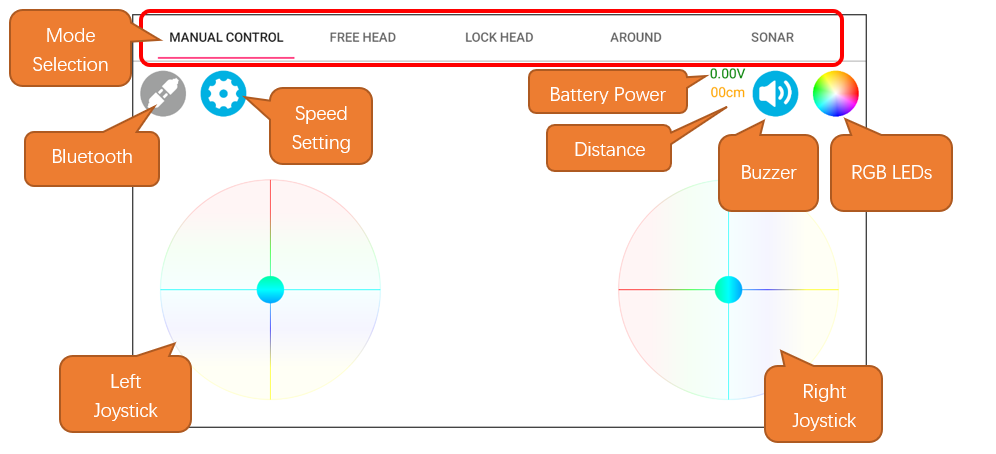 Mode
Selection
MANUAL CONTROL
FREE HEAD
LOCK HEAD
AROUND
SONAR
Bluetooth
Speed
Setting
Battery Power
0.00V
00cm
Distance
Buzzer
RGB LEDs
Left
Joystick
Right
Joystick